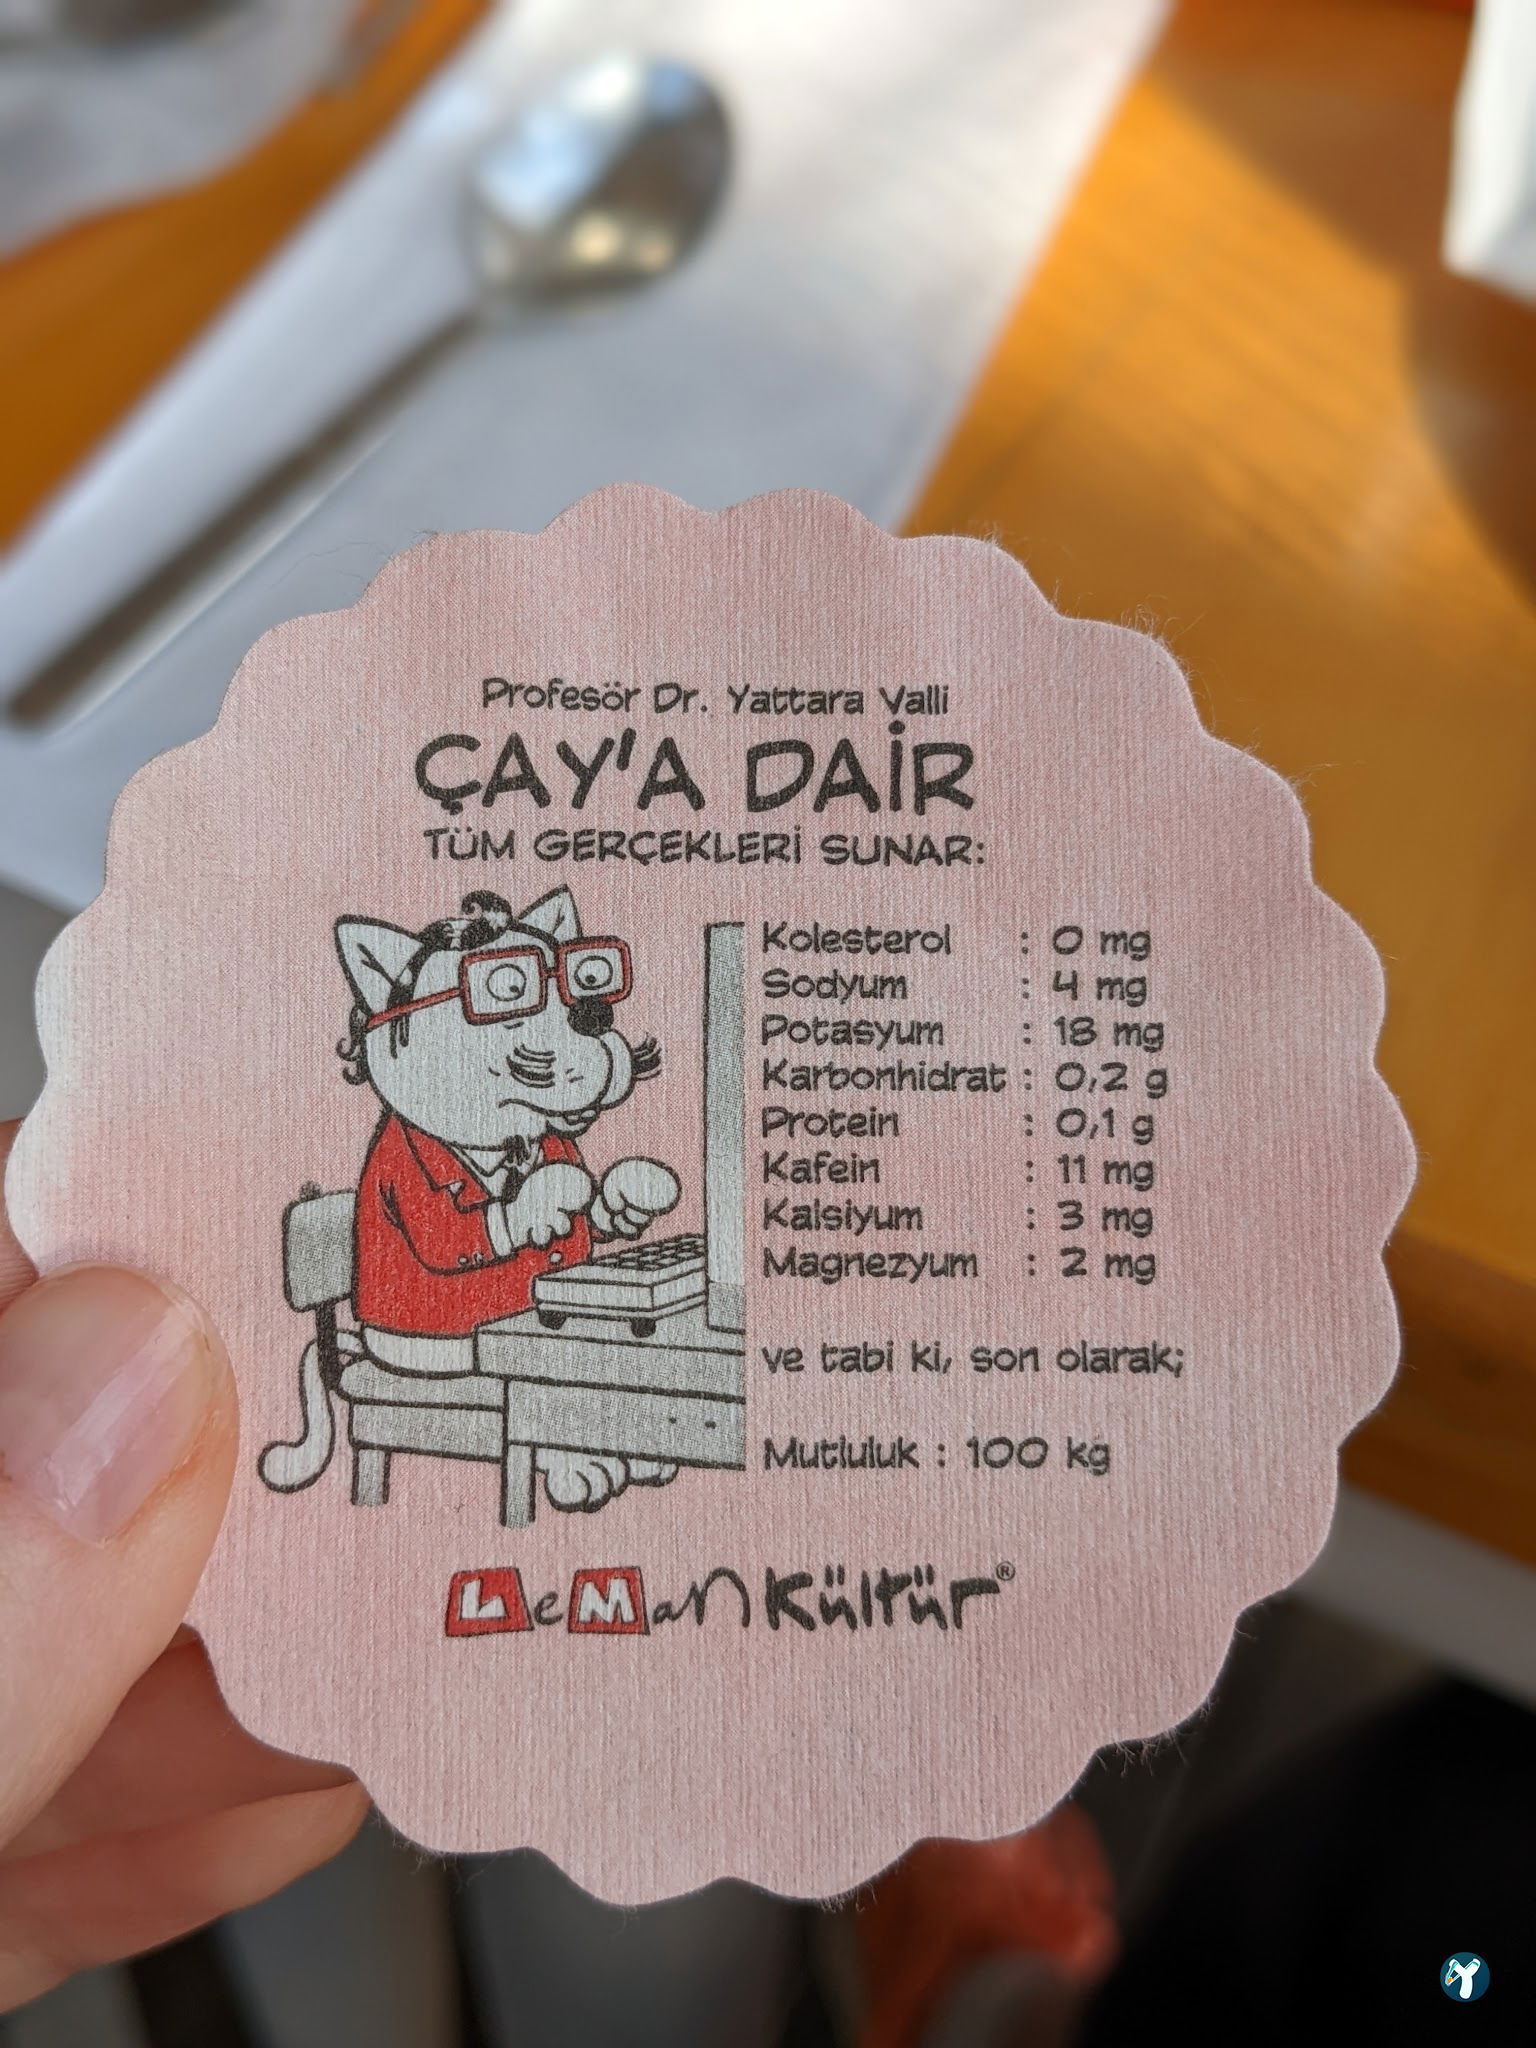 Profesör Dr. Yattara Valli
ÇAY'A DAİR
TÜM GERÇEKLERİ SUNAR:
Kolesterol : 0 mg
Sodyum : 4 mg
Potasyum : 18 mg
Karbonhidrat : 0,2 g
Protein : 0,1 g
Kafein : 11 mg
Kalsiyum : 3 mg
Magnezyum : 2 mg
ve tabi ki, son olarak;
Mutluluk : 100 kg
LeMan Kültür®